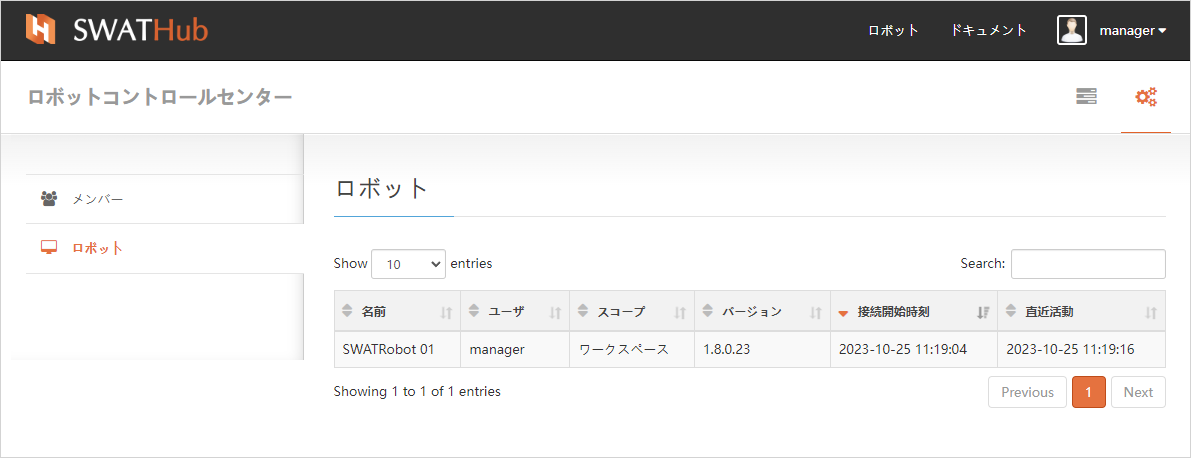 SWATHub ロボット ドキュメント manager
ロボットコントロールセンター
メンバー
ロボット
ロボット
Show 10 entries Search:
名前 ユーザ スコープ バージョン 接続開始時刻 直近活動
SWATRobot 01 manager ワークスペース 1.8.0.23 2023-10-25 11:19:04 2023-10-25 11:19:16
Showing 1 to 1 of 1 entries Previous 1 Next